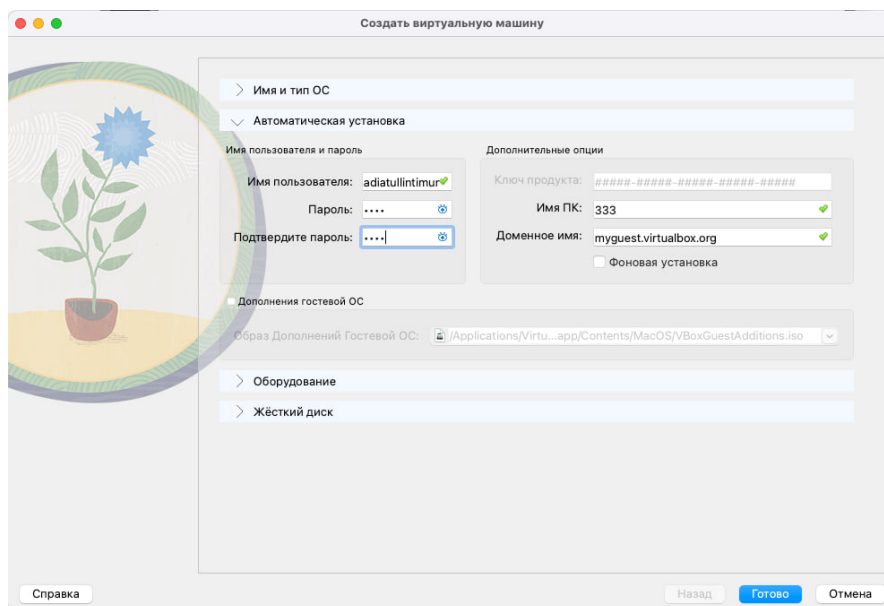 Создать виртуальную машину
Имя и тип ОС
Автоматическая установка
Имя пользователя и пароль
Имя пользователя: adiatullintimur
Пароль: ••••
Подтвердите пароль: ••••
Дополнительные опции
Ключ продукта: #####-#####-#####-#####-#####
Имя ПК: 333
Доменное имя: myguest.virtualbox.org
Фоновая установка
Дополнения гостевой ОС
Образ Дополнений Гостевой ОС: /Applications/Virtu...app/Contents/MacOS/VBoxGuestAdditions.iso
Оборудование
Жёсткий диск
Справка
Назад
Готово
Отмена